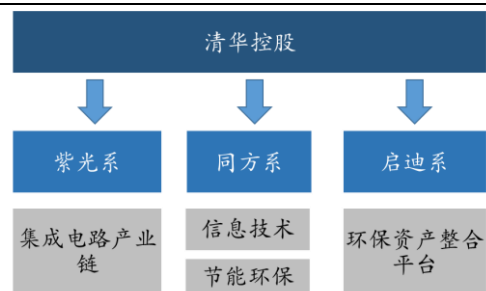 清华控股
紫光系
同方系
启迪系
集成电路产业
链
信息技术
节能环保
环保资产整合
平台